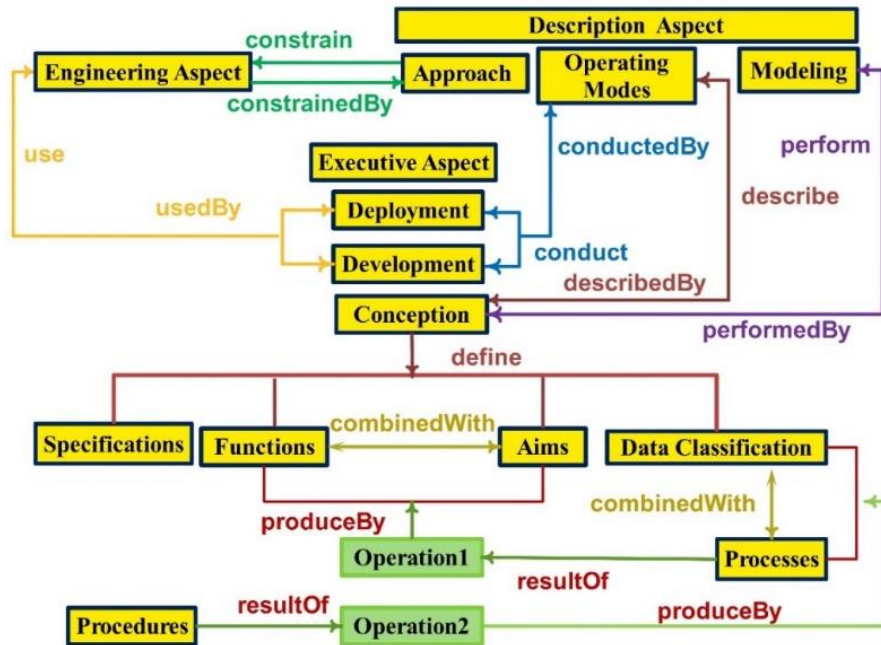 Description Aspect
constrain
Engineering Aspect
Approach
Operating
Modes
Modeling
constrainedBy
use
Executive Aspect
conductedBy
perform
usedBy
Deployment
describe
Development
conduct
describedBy
Conception
performedBy
define
Specifications
Functions
combinedWith
Aims
Data Classification
produceBy
combinedWith
Operation1
resultOf
Processes
Procedures
resultOf
Operation2
produceBy